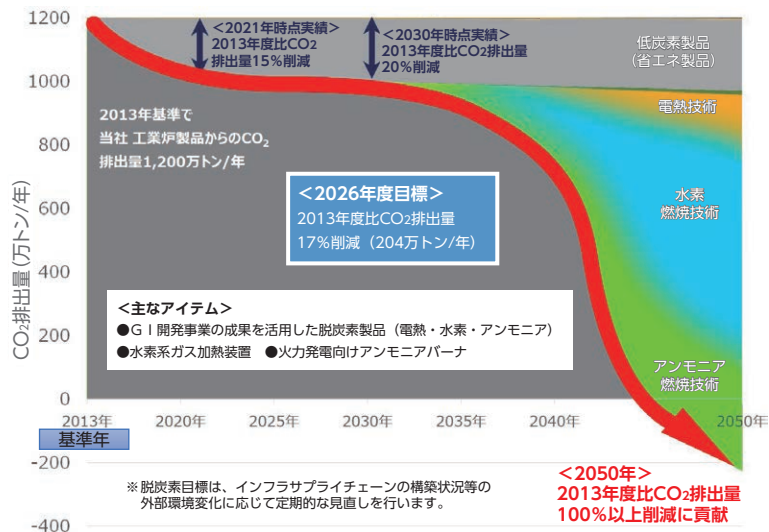 1200
1000
800
600
400
200
0
-200
-400
CO₂排出量(万トン/年)
＜2021年時点実績＞
2013年度比CO2
排出量15%削減
＜2030年時点実績＞
2013年度比CO2排出量
20%削減
低炭素製品
(省エネ製品)
電熱技術
2013年基準で
当社 工業炉製品からのCO₂
排出量1,200万トン/年
＜2026年度目標＞
2013年度比CO2排出量
17%削減（204万トン/年）
水素
燃焼技術
＜主なアイテム＞
●GI開発事業の成果を活用した脱炭素製品（電熱・水素・アンモニア）
●水素系ガス加熱装置 ●火力発電向けアンモニアバーナ
アンモニア
燃焼技術
2013年 2020年 2025年 2030年 2035年 2040年 2050年
基準年
※脱炭素目標は、インフラサプライチェーンの構築状況等の
外部環境変化に応じて定期的な見直しを行います。
＜2050年＞
2013年度比CO2排出量
100%以上削減に貢献